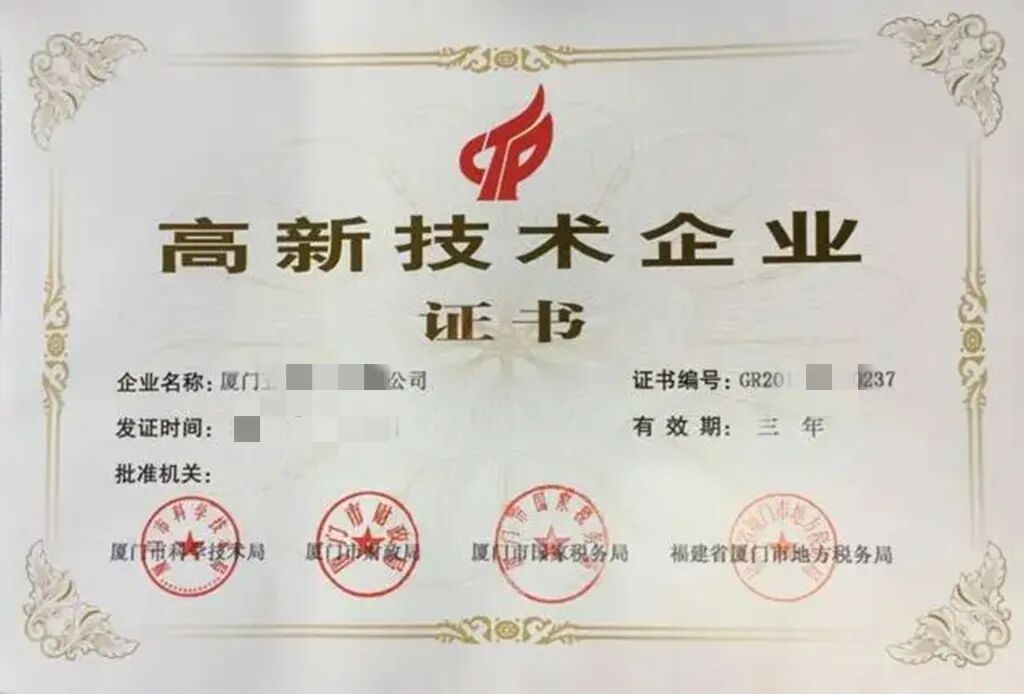 高新技术企业
证书
企业名称：厦门 公司
证书编号：GR20 0237
发证时间：
有效期：三年
批准机关：
厦门市科学技术局
厦门市财政局
厦门市国家税务局
福建省厦门市地方税务局